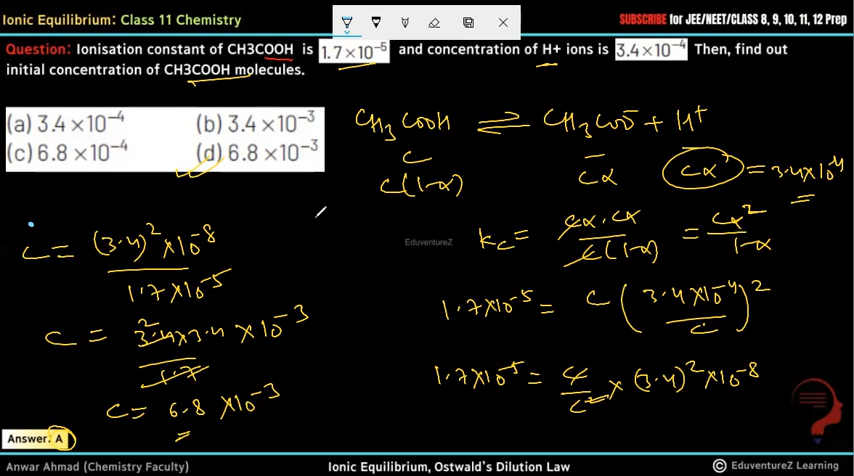 Ionic Equilibrium: Class 11 Chemistry
SUBSCRIBE for JEE/NEET/CLASS 8, 9, 10, 11, 12 Prep
Question: Ionisation constant of CH3COOH is 1.7×10⁻⁵ and concentration of H+ ions is 3.4×10⁻⁴ Then, find out
initial concentration of CH3COOH molecules.
(a) 3.4×10⁻⁴ (b) 3.4×10⁻³
(c) 6.8×10⁻⁴ (d) 6.8×10⁻³
CH3COOH ⇌ CH3COO⁻ + H⁺
C – –
C(1-α) Cα Cα = 3.4×10⁻⁴
Kc = Cα·Cα / C(1-α) = Cα² / 1-α
1.7×10⁻⁵ = C (3.4×10⁻⁴ / C)²
1.7×10⁻⁵ = C / C² × (3.4)² × 10⁻⁸
C = (3.4)² × 10⁻⁸ / 1.7×10⁻⁵
C = 3.4×3.4 / 1.7 × 10⁻³
2
C = 6.8 × 10⁻³
EduventureZ
Answer: A
Anwar Ahmad (Chemistry Faculty)
Ionic Equilibrium, Ostwald's Dilution Law
© EduventureZ Learning